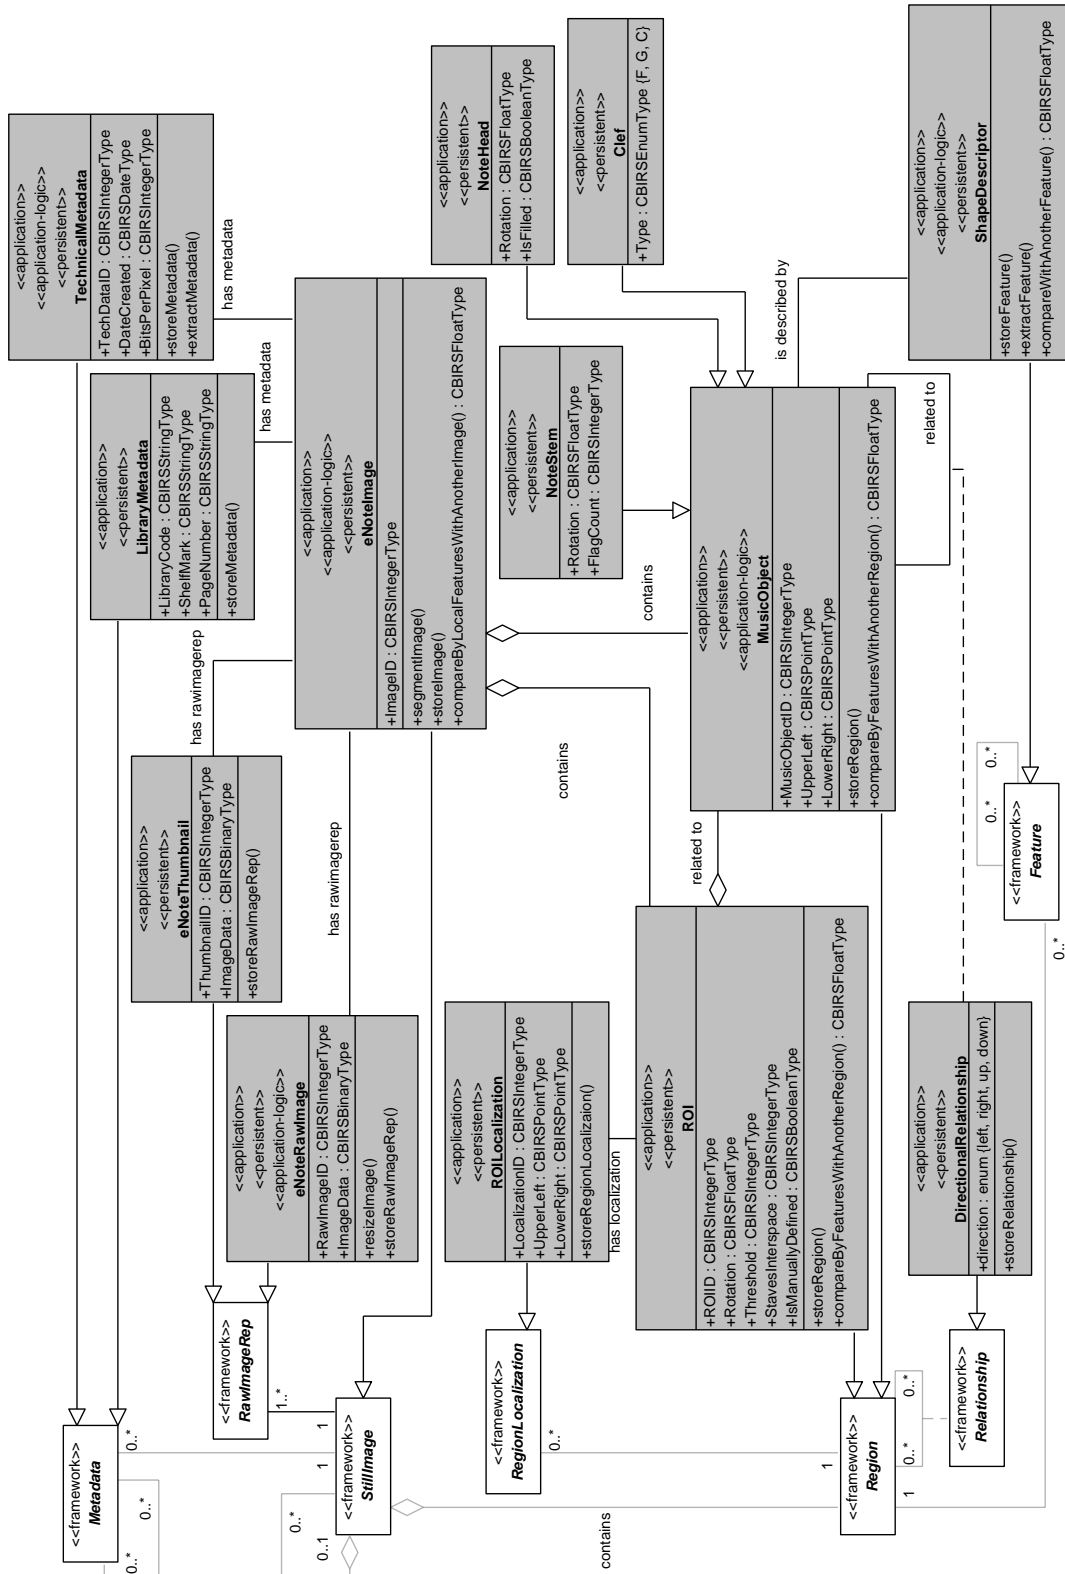 <<application>>
<<application-logic>>
<<persistent>>
TechnicalMetadata
+TechDataID : CBIRSIntegerType
+DateCreated : CBIRSDateType
+BitsPerPixel : CBIRSIntegerType
+storeMetadata()
+extractMetadata()
has metadata
<<application>>
<<persistent>>
LibraryMetadata
+LibraryCode : CBIRSStringType
+ShelfMark : CBIRSStringType
+PageNumber : CBIRSStringType
+storeMetadata()
has metadata
<<application>>
<<persistent>>
eNoteThumbnail
+ThumbnailID : CBIRSIntegerType
+ImageData : CBIRSBinaryType
+storeRawImageRep()
has rawimagerep
<<application>>
<<persistent>>
<<application-logic>>
eNoteRawImage
+RawImageID : CBIRSIntegerType
+ImageData : CBIRSBinaryType
+resizeImage()
+storeRawImageRep()
has rawimagerep
<<application>>
<<application-logic>>
<<persistent>>
eNoteImage
+ImageID : CBIRSIntegerType
+segmentImage()
+storeImage()
+compareByLocalFeaturesWithAnotherImage() : CBIRSFloatType
<<application>>
<<persistent>>
NoteHead
+Rotation : CBIRSFloatType
+IsFilled : CBIRSBooleanType
<<application>>
<<persistent>>
Clef
+Type : CBIRSEnumType {F, G, C}
<<application>>
<<persistent>>
NoteStem
+Rotation : CBIRSFloatType
+FlagCount : CBIRSIntegerType
contains
contains
<<application>>
<<persistent>>
<<application-logic>>
MusicObject
+MusicObjectID : CBIRSIntegerType
+UpperLeft : CBIRSPointType
+LowerRight : CBIRSPointType
+storeRegion()
+compareByFeaturesWithAnotherRegion() : CBIRSFloatType
is described by
related to
related to
<<application>>
<<application-logic>>
<<persistent>>
ShapeDescriptor
+storeFeature()
+extractFeature()
+compareWithAnotherFeature() : CBIRSFloatType
<<application>>
<<persistent>>
ROILocalization
+LocalizationID : CBIRSIntegerType
+UpperLeft : CBIRSPointType
+LowerRight : CBIRSPointType
+storeRegionLocalizaion()
has localization
<<application>>
<<persistent>>
ROI
+ROIID : CBIRSIntegerType
+Rotation : CBIRSFloatType
+Threshold : CBIRSIntegerType
+StavesInterspace : CBIRSIntegerType
+IsManuallyDefined : CBIRSBooleanType
+storeRegion()
+compareByFeaturesWithAnotherRegion() : CBIRSFloatType
<<application>>
<<persistent>>
DirectionalRelationship
+direction : enum {left, right, up, down}
+storeRelationship()
<<framework>>
Feature
0..*
0..*
0..*
<<framework>>
Metadata
0..*
0..*
0..*
<<framework>>
RawImageRep
1..*
1
1
<<framework>>
StillImage
0..*
0..1
contains
<<framework>>
RegionLocalization
0..*
1
<<framework>>
Region
0..*
0..*
1
<<framework>>
Relationship